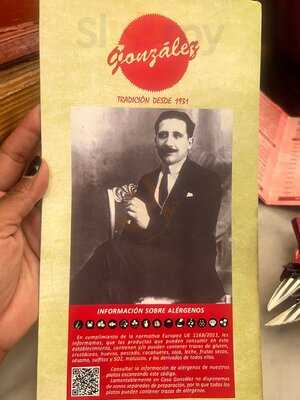 González
TRADICIÓN DESDE 1931
INFORMACIÓN SOBRE ALÉRGENOS
En cumplimiento de la normativa Europea UE 1169/2011, les
informamos, que los productos que pueden consultar en este
establecimiento, contienen y/o pueden contener trazas de gluten,
crustáceos, huevos, pescado, cacahuetes, soja, leche, frutos secos,
sésamo, sulfitos y SO2, moluscos, y los derivados de todos ellos.
Consultar la información de alérgenos de nuestros
platos escaneando este código.
Lamentablemente en Casa González no disponemos
de zonas separadas de preparación, por lo que todos los
platos pueden contener trazas de alérgenos.